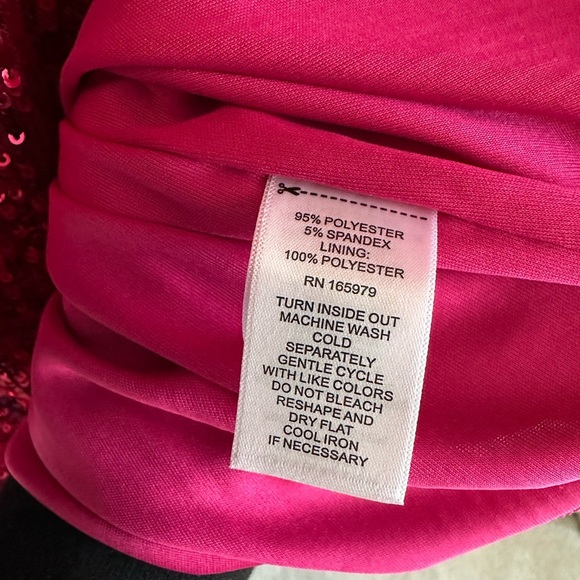 95% POLYESTER
5% SPANDEX
LINING:
100% POLYESTER
RN 165979
TURN INSIDE OUT
MACHINE WASH
COLD
SEPARATELY
GENTLE CYCLE
WITH LIKE COLORS
DO NOT BLEACH
RESHAPE AND
DRY FLAT
COOL IRON
IF NECESSARY